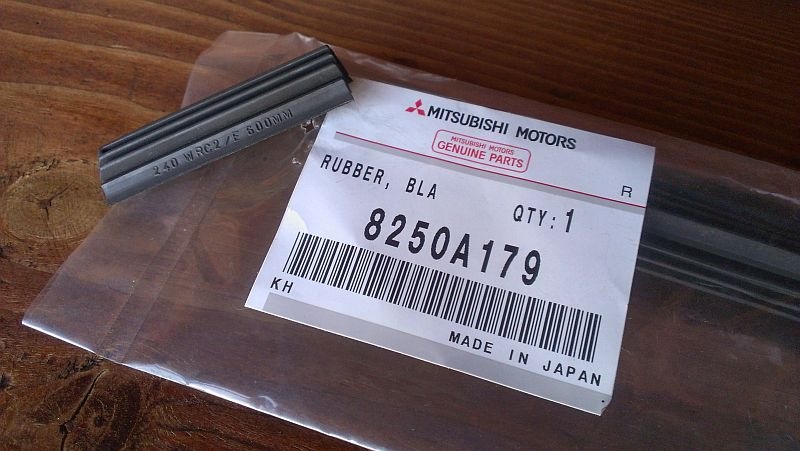 240 WRC2/E 600MM
MITSUBISHI MOTORS
MITSUBISHI MOTORS
GENUINE PARTS
R
RUBBER, BLA
QTY: 1
8250A179
KH
MADE IN JAPAN